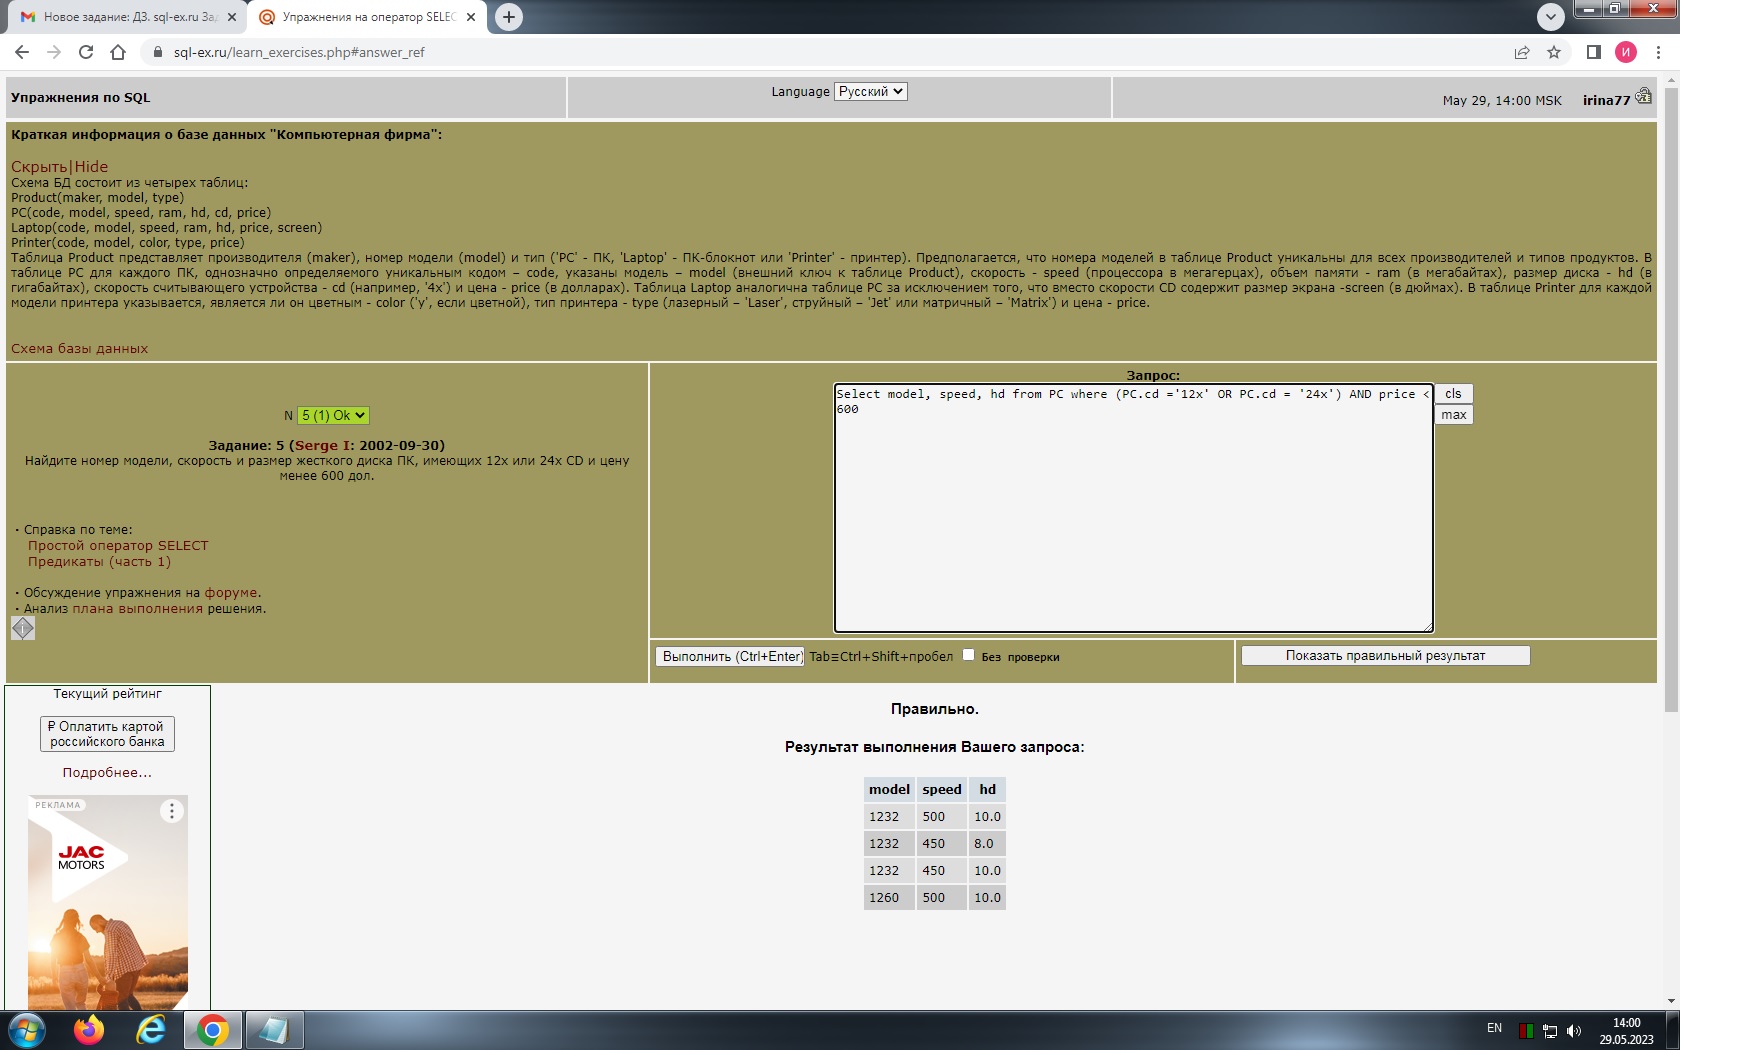 Новое задание: ДЗ. sql-ex.ru За
Упражнения на оператор SELEC
sql-ex.ru/learn_exercises.php#answer_ref
И
Упражнения по SQL
Language Русский
May 29, 14:00 MSK irina77
Краткая информация о базе данных "Компьютерная фирма":
Скрыть|Hide
Схема БД состоит из четырех таблиц:
Product(maker, model, type)
PC(code, model, speed, ram, hd, cd, price)
Laptop(code, model, speed, ram, hd, price, screen)
Printer(code, model, color, type, price)
Таблица Product представляет производителя (maker), номер модели (model) и тип ('PC' - ПК, 'Laptop' - ПК-блокнот или 'Printer' - принтер). Предполагается, что номера моделей в таблице Product уникальны для всех производителей и типов продуктов. В
таблице PC для каждого ПК, однозначно определяемого уникальным кодом – code, указаны модель – model (внешний ключ к таблице Product), скорость - speed (процессора в мегагерцах), объем памяти - ram (в мегабайтах), размер диска - hd (в
гигабайтах), скорость считывающего устройства - cd (например, '4x') и цена - price (в долларах). Таблица Laptop аналогична таблице РС за исключением того, что вместо скорости CD содержит размер экрана -screen (в дюймах). В таблице Printer для каждой
модели принтера указывается, является ли он цветным - color ('y', если цветной), тип принтера - type (лазерный – 'Laser', струйный – 'Jet' или матричный – 'Matrix') и цена - price.
Схема базы данных
N 5 (1) Ok
Задание: 5 (Serge I: 2002-09-30)
Найдите номер модели, скорость и размер жесткого диска ПК, имеющих 12x или 24x CD и цену
менее 600 дол.
· Справка по теме:
Простой оператор SELECT
Предикаты (часть 1)
· Обсуждение упражнения на форуме.
· Анализ плана выполнения решения.
Запрос:
Select model, speed, hd from PC where (PC.cd ='12x' OR PC.cd = '24x') AND price <
600
cls
max
Выполнить (Ctrl+Enter) Tab≡Ctrl+Shift+пробел Без проверки
Показать правильный результат
Текущий рейтинг
₽ Оплатить картой
российского банка
Подробнее...
РЕКЛАМА
JAC
MOTORS
Правильно.
Результат выполнения Вашего запроса:
model speed hd
1232 500 10.0
1232 450 8.0
1232 450 10.0
1260 500 10.0
EN
14:00
29.05.2023